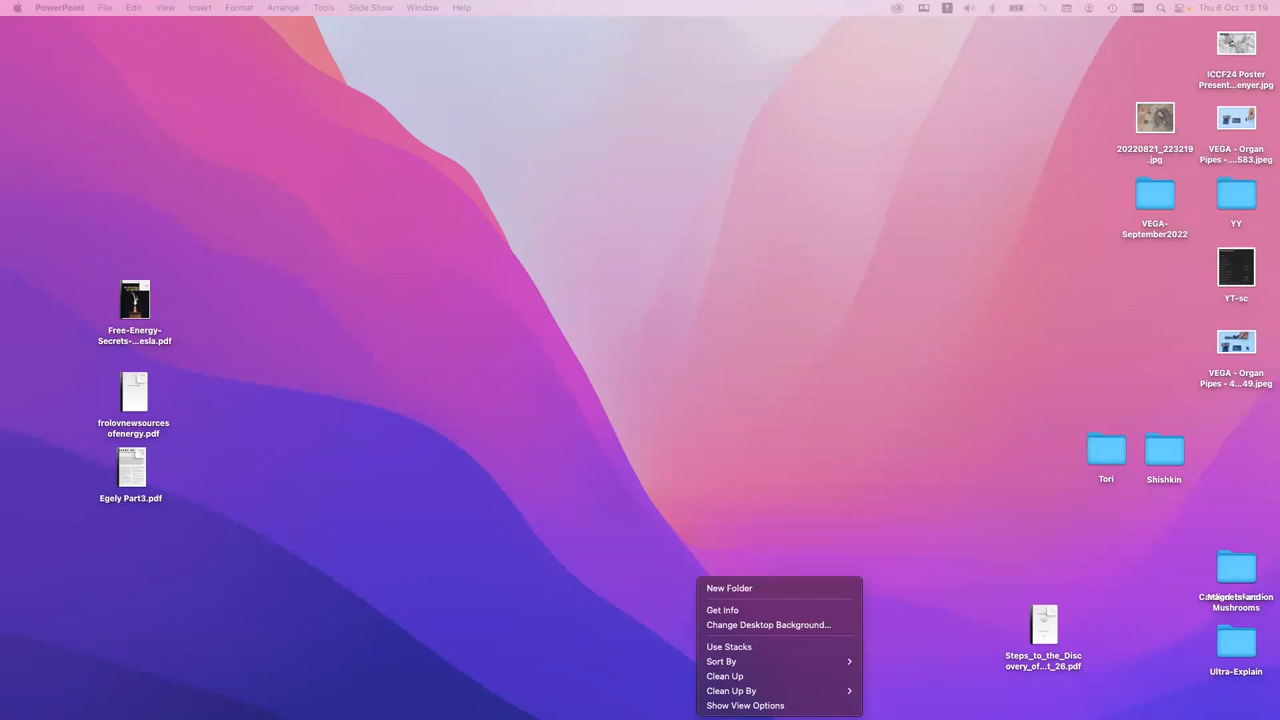 PowerPoint File Edit View Insert Format Arrange Tools Slide Show Window Help Thu 6 Oct 13:19
ICCF24 Poster
Present...enyer.jpg
20220821_223219
.jpg
VEGA - Organ
Pipes -....583.jpeg
VEGA-
September2022
YY
YT-sc
Free-Energy-
Secrets-...esla.pdf
VEGA - Organ
Pipes - 4...49.jpeg
frolovnewsources
ofenergy.pdf
Egely Part3.pdf
Tori
Shishkin
New Folder
Get Info
Change Desktop Background...
Use Stacks
Sort By
Clean Up
Clean Up By
Show View Options
Mushrooms
Steps_to_the_Disc
overy_of...t_26.pdf
Ultra-Explain